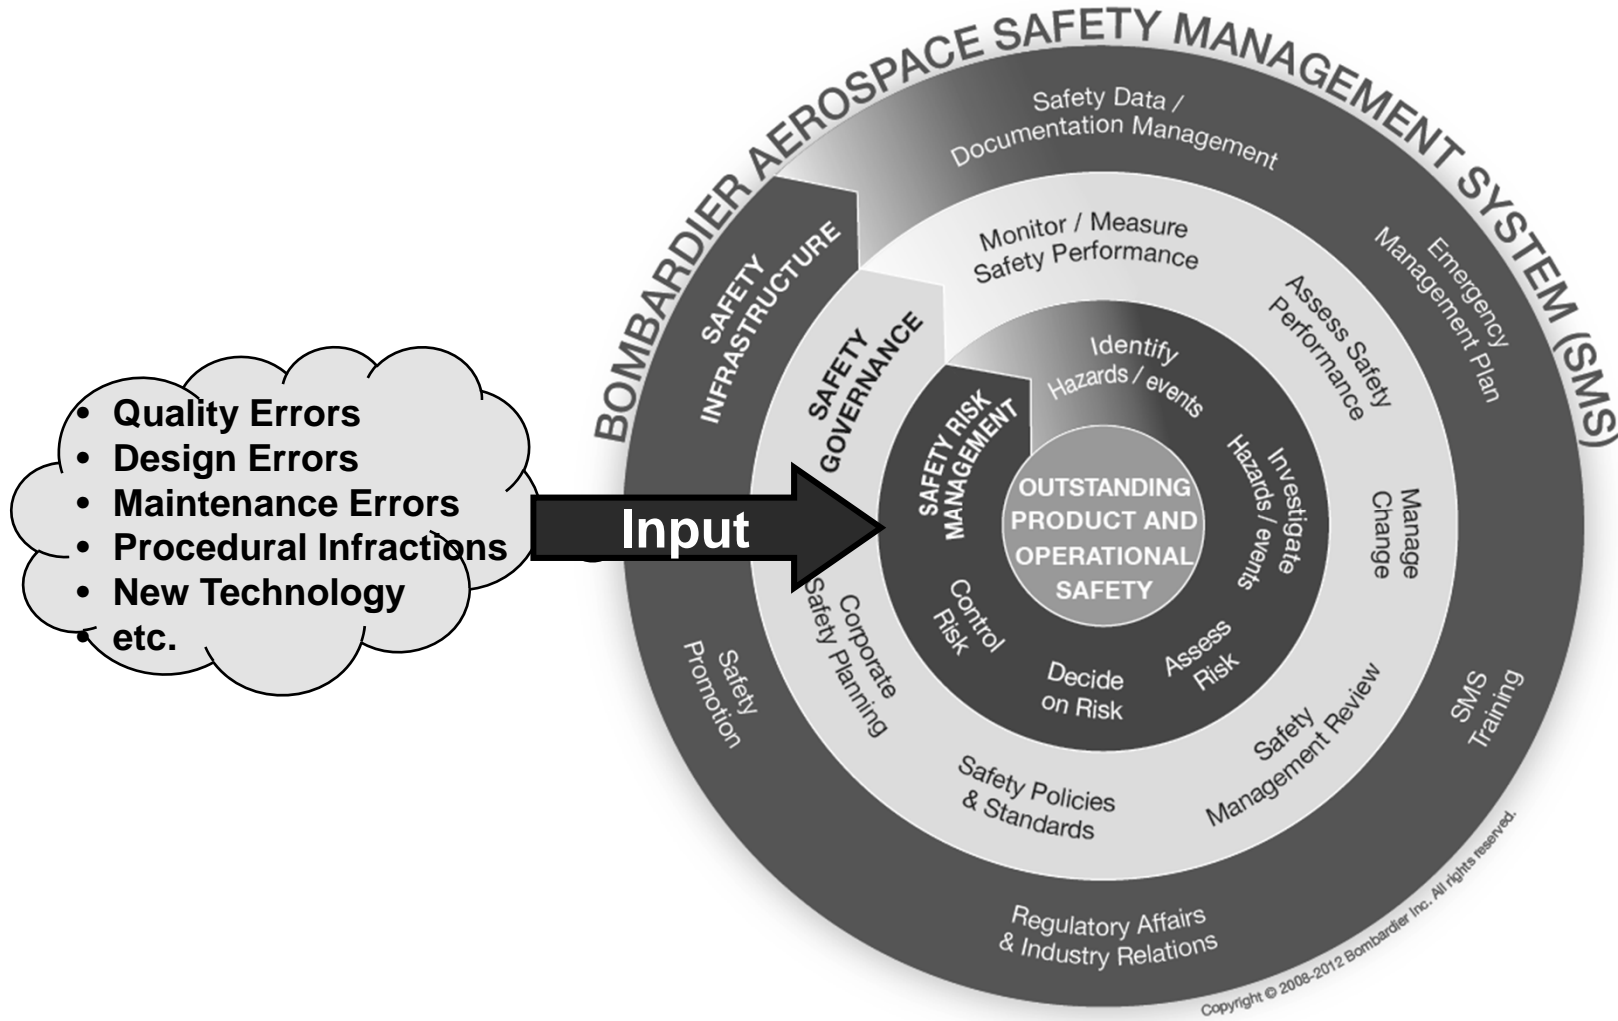 BOMBARDIER AEROSPACE SAFETY MANAGEMENT SYSTEM (SMS)
• Quality Errors
• Design Errors
• Maintenance Errors
• Procedural Infractions
• New Technology
• etc.
Input
SAFETY
INFRASTRUCTURE
Safety Data /
Documentation Management
Emergency
Management Plan
SMS
Training
Regulatory Affairs
& Industry Relations
Safety
Promotion
SAFETY
GOVERNANCE
Monitor / Measure
Safety Performance
Assess Safety
Performance
Manage
Change
Safety
Management Review
Safety Policies
& Standards
Corporate
Safety Planning
SAFETY RISK
MANAGEMENT
Identify
Hazards / events
Investigate
Hazards / events
Assess
Risk
Decide
on Risk
Control
Risk
OUTSTANDING
PRODUCT AND
OPERATIONAL
SAFETY
Copyright © 2008-2012 Bombardier Inc. All rights reserved.